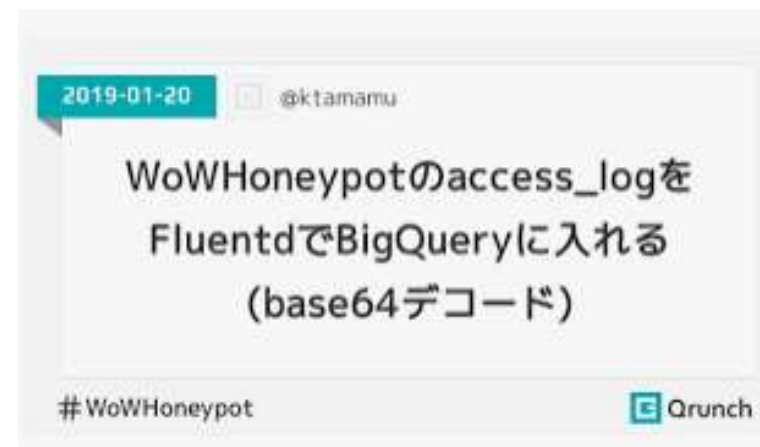 2019-01-20
@ktamamu
WoWHoneypotのaccess_logを
FluentdでBigQueryに入れる
(base64デコード)
#WoWHoneypot
Qrunch